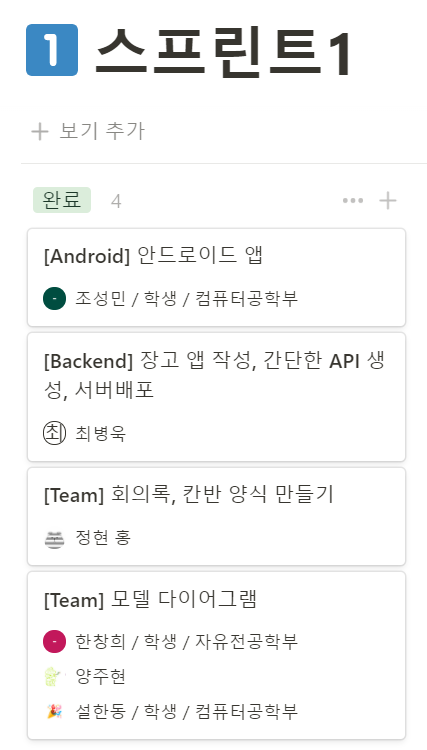 1 스프린트1
보기 추가
완료 4
[Android] 안드로이드 앱
조성민 / 학생 / 컴퓨터공학부
[Backend] 장고 앱 작성, 간단한 API 생
성, 서버배포
최 최병욱
[Team] 회의록, 칸반 양식 만들기
정현 홍
[Team] 모델 다이어그램
한창희 / 학생 / 자유전공학부
양주현
설한동 / 학생 / 컴퓨터공학부